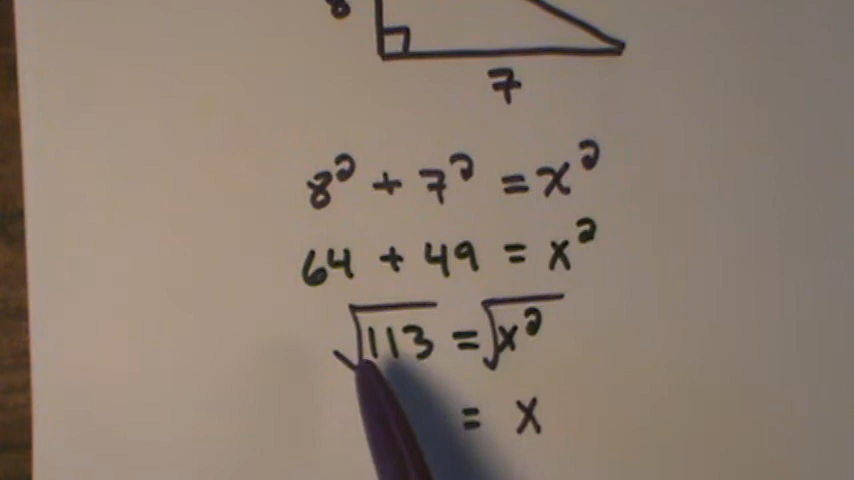 8
7
8² + 7² = x²
64 + 49 = x²
√113 = √x²
= x